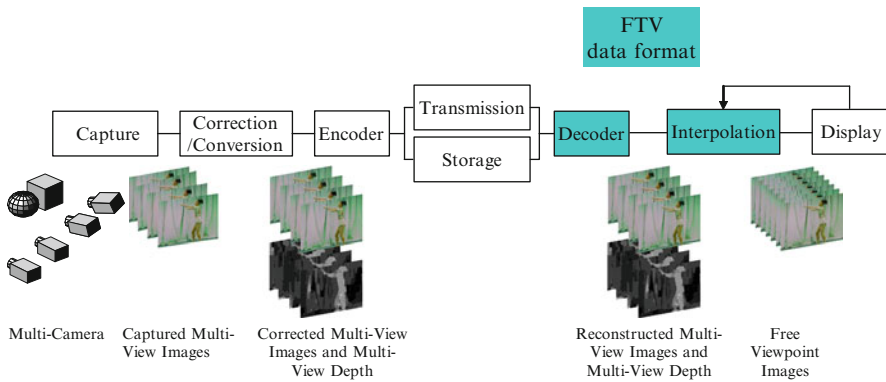 FTV
data format
Transmission
Capture
Correction
/Conversion
Encoder
Storage
Decoder
Interpolation
Display
Multi-Camera
Captured Multi-
View Images
Corrected Multi-View
Images and Multi-
View Depth
Reconstructed Multi-
View Images and
Multi-View Depth
Free
Viewpoint
Images